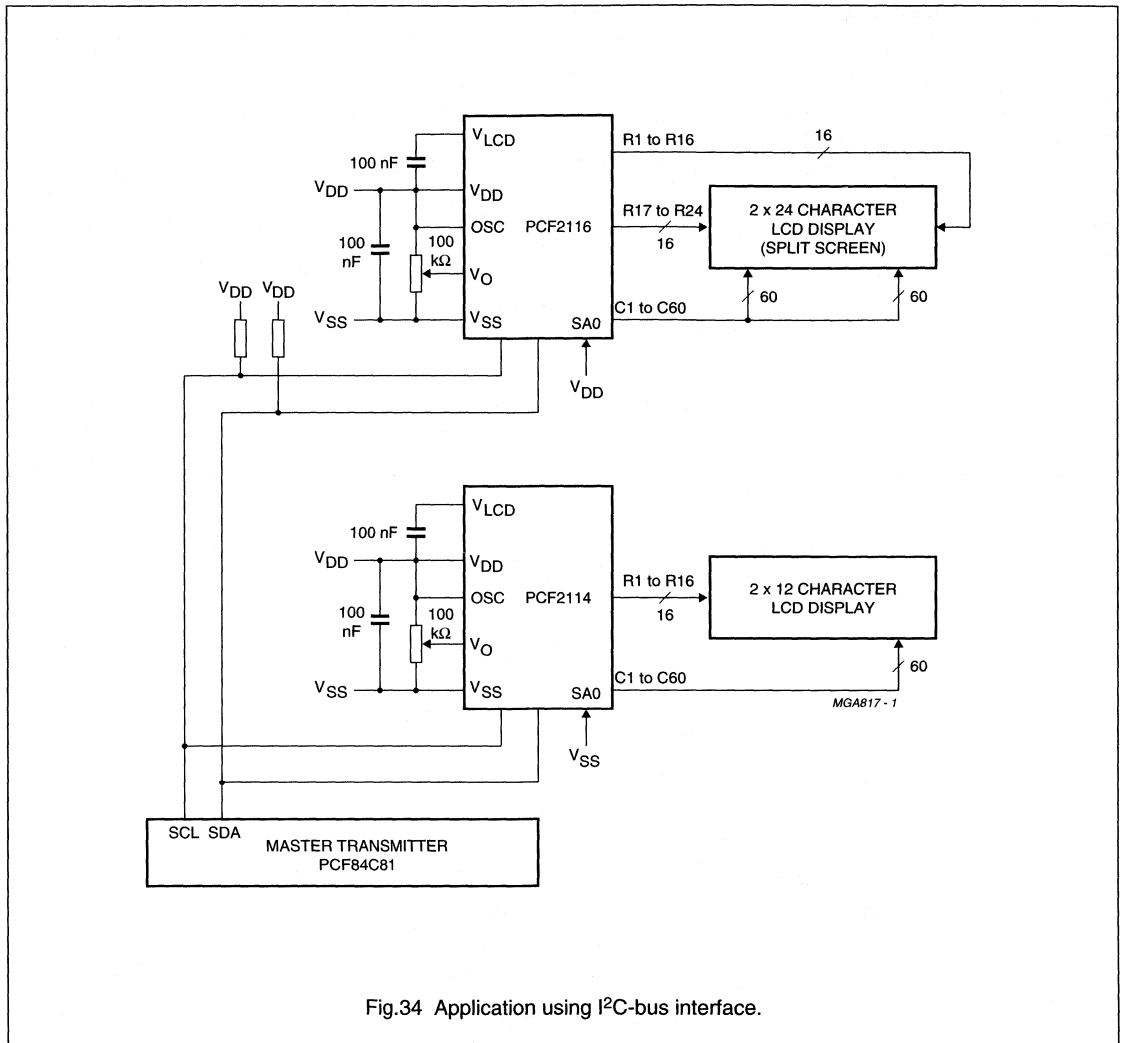 VLCD
100 nF
VDD
VDD
OSC
PCF2116
100 nF
100 kΩ
VO
VSS
VSS
SA0
VDD
R1 to R16
16
R17 to R24
16
2 x 24 CHARACTER
LCD DISPLAY
(SPLIT SCREEN)
C1 to C60
60
60
VDD
VDD
VLCD
100 nF
VDD
VDD
OSC
PCF2114
100 nF
100 kΩ
VO
VSS
VSS
SA0
VSS
R1 to R16
16
2 x 12 CHARACTER
LCD DISPLAY
C1 to C60
60
MGA817 - 1
SCL SDA
MASTER TRANSMITTER
PCF84C81
Fig.34 Application using I²C-bus interface.